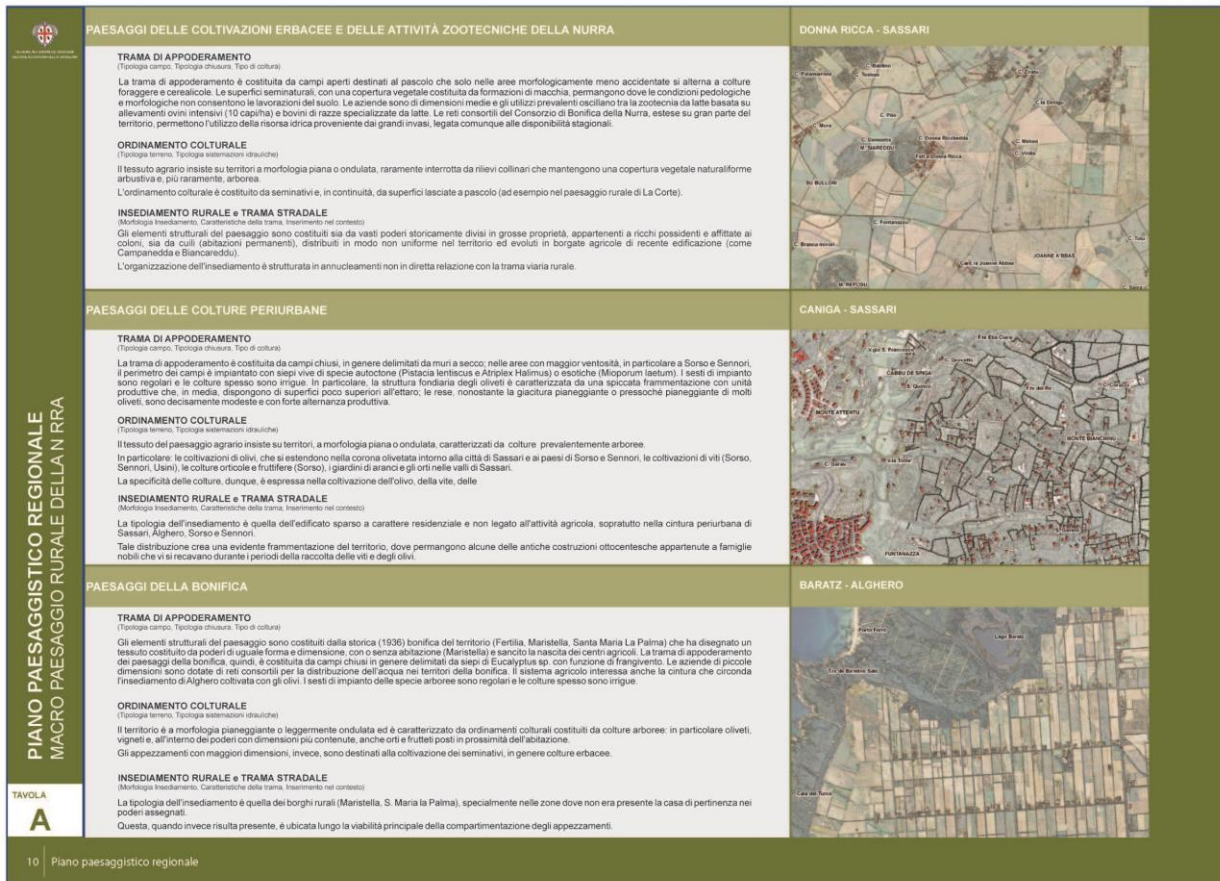 PIANO PAESAGGISTICO REGIONALE
MACRO PAESAGGIO RURALE DELLA N RRA
TAVOLA
A
PAESAGGI DELLE COLTIVAZIONI ERBACEE E DELLE ATTIVITÀ ZOOTECNICHE DELLA NURRA
TRAMA DI APPODERAMENTO
(Tipologia campo, Tipologia chiusura, Tipo di coltura)
La trama di appoderamento è costituita da campi aperti destinati al pascolo che solo nelle aree morfologicamente meno accidentate si alterna a colture
foraggere e cerealicole. Le superfici seminaturali, con una copertura vegetale costituita da formazioni di macchia, permangono dove le condizioni pedologiche
e morfologiche non consentono le lavorazioni del suolo. Le aziende sono di dimensioni medie e gli utilizzi prevalenti oscillano tra la zootecnia da latte basata su
allevamenti ovini intensivi (10 capi/ha) e bovini di razze specializzate da latte. Le reti consortili del Consorzio di Bonifica della Nurra, estese su gran parte del
territorio, permettono l'utilizzo della risorsa idrica proveniente dai grandi invasi, legata comunque alle disponibilità stagionali.
ORDINAMENTO COLTURALE
(Tipologia terreno, Tipologia sistemazioni idrauliche)
Il tessuto agrario insiste su territori a morfologia piana o ondulata, raramente interrotta da rilievi collinari che mantengono una copertura vegetale naturaliforme
arbustiva e, più raramente, arborea.
L'ordinamento colturale è costituito da seminativi e, in continuità, da superfici lasciate a pascolo (ad esempio nel paesaggio rurale di La Corte).
INSEDIAMENTO RURALE e TRAMA STRADALE
(Morfologia Insediamento, Caratteristiche della trama, Inserimento nel contesto)
Gli elementi strutturali del paesaggio sono costituiti sia da vasti poderi storicamente divisi in grosse proprietà, appartenenti a ricchi possidenti e affittate ai
coloni, sia da cuili (abitazioni permanenti), distribuiti in modo non uniforme nel territorio ed evoluti in borgate agricole di recente edificazione (come
Campanedda e Biancareddu).
L'organizzazione dell'insediamento è strutturata in annucleamenti non in diretta relazione con la trama viaria rurale.
DONNA RICCA - SASSARI
C. Mura
C. Pilo
C. Donna Ricchedda
M. NAREDDU
Fatt.a Donna Ricca
SU BULLONI
C. Fontanazzu
JOANNE A'BBAS
PAESAGGI DELLE COLTURE PERIURBANE
TRAMA DI APPODERAMENTO
(Tipologia campo, Tipologia chiusura, Tipo di coltura)
La trama di appoderamento è costituita da campi chiusi, in genere delimitati da muri a secco; nelle aree con maggior ventosità, in particolare a Sorso e Sennori,
il perimetro dei campi è impiantato con siepi vive di specie autoctone (Pistacia lentiscus e Atriplex Halimus) o esotiche (Mioporum laetum). I sesti di impianto
sono regolari e le colture spesso sono irrigue. In particolare, la struttura fondiaria degli oliveti è caratterizzata da una spiccata frammentazione con unità
produttive che, in media, dispongono di superfici poco superiori all'ettaro; le rese, nonostante la giacitura pianeggiante o pressoché pianeggiante di molti
oliveti, sono decisamente modeste e con forte alternanza produttiva.
ORDINAMENTO COLTURALE
(Tipologia terreno, Tipologia sistemazioni idrauliche)
Il tessuto del paesaggio agrario insiste su territori, a morfologia piana o ondulata, caratterizzati da colture prevalentemente arboree.
In particolare: le coltivazioni di olivi, che si estendono nella corona olivetata intorno alla città di Sassari e ai paesi di Sorso e Sennori, le coltivazioni di viti (Sorso,
Sennori, Usini), le colture orticole e fruttifere (Sorso), i giardini di aranci e gli orti nelle valli di Sassari.
La specificità delle colture, dunque, è espressa nella coltivazione dell'olivo, della vite, delle
INSEDIAMENTO RURALE e TRAMA STRADALE
(Morfologia Insediamento, Caratteristiche della trama, Inserimento nel contesto)
La tipologia dell'insediamento è quella dell'edificato sparso a carattere residenziale e non legato all'attività agricola, sopratutto nella cintura periurbana di
Sassari, Alghero, Sorso e Sennori.
Tale distribuzione crea una evidente frammentazione del territorio, dove permangono alcune delle antiche costruzioni ottocentesche appartenute a famiglie
nobili che vi si recavano durante i periodi della raccolta delle viti e degli olivi.
CANIGA - SASSARI
CABBU DE SPIGA
S. Quirico
MONTE ATTENTU
MONTE BIANCHINU
FUNTANAZZA
PAESAGGI DELLA BONIFICA
TRAMA DI APPODERAMENTO
(Tipologia campo, Tipologia chiusura, Tipo di coltura)
Gli elementi strutturali del paesaggio sono costituiti dalla storica (1936) bonifica del territorio (Fertilia, Maristella, Santa Maria La Palma) che ha disegnato un
tessuto costituito da poderi di uguale forma e dimensione, con o senza abitazione (Maristella) e sancito la nascita dei centri agricoli. La trama di appoderamento
dei paesaggi della bonifica, quindi, è costituita da campi chiusi in genere delimitati da siepi di Eucalyptus sp. con funzione di frangivento. Le aziende di piccole
dimensioni sono dotate di reti consortili per la distribuzione dell'acqua nei territori della bonifica. Il sistema agricolo interessa anche la cintura che circonda
l'insediamento di Alghero coltivata con gli olivi. I sesti di impianto delle specie arboree sono regolari e le colture spesso sono irrigue.
ORDINAMENTO COLTURALE
(Tipologia terreno, Tipologia sistemazioni idrauliche)
Il territorio è a morfologia pianeggiante o leggermente ondulata ed è caratterizzato da ordinamenti colturali costituiti da colture arboree: in particolare oliveti,
vigneti e, all'interno dei poderi con dimensioni più contenute, anche orti e frutteti posti in prossimità dell'abitazione.
Gli appezzamenti con maggiori dimensioni, invece, sono destinati alla coltivazione dei seminativi, in genere colture erbacee.
INSEDIAMENTO RURALE e TRAMA STRADALE
(Morfologia Insediamento, Caratteristiche della trama, Inserimento nel contesto)
La tipologia dell'insediamento è quella dei borghi rurali (Maristella, S. Maria la Palma), specialmente nelle zone dove non era presente la casa di pertinenza nei
poderi assegnati.
Questa, quando invece risulta presente, è ubicata lungo la viabilità principale della compartimentazione degli appezzamenti.
BARATZ - ALGHERO
Porto Ferro
Lago Baratz
Cala del Turco
10 Piano paesaggistico regionale